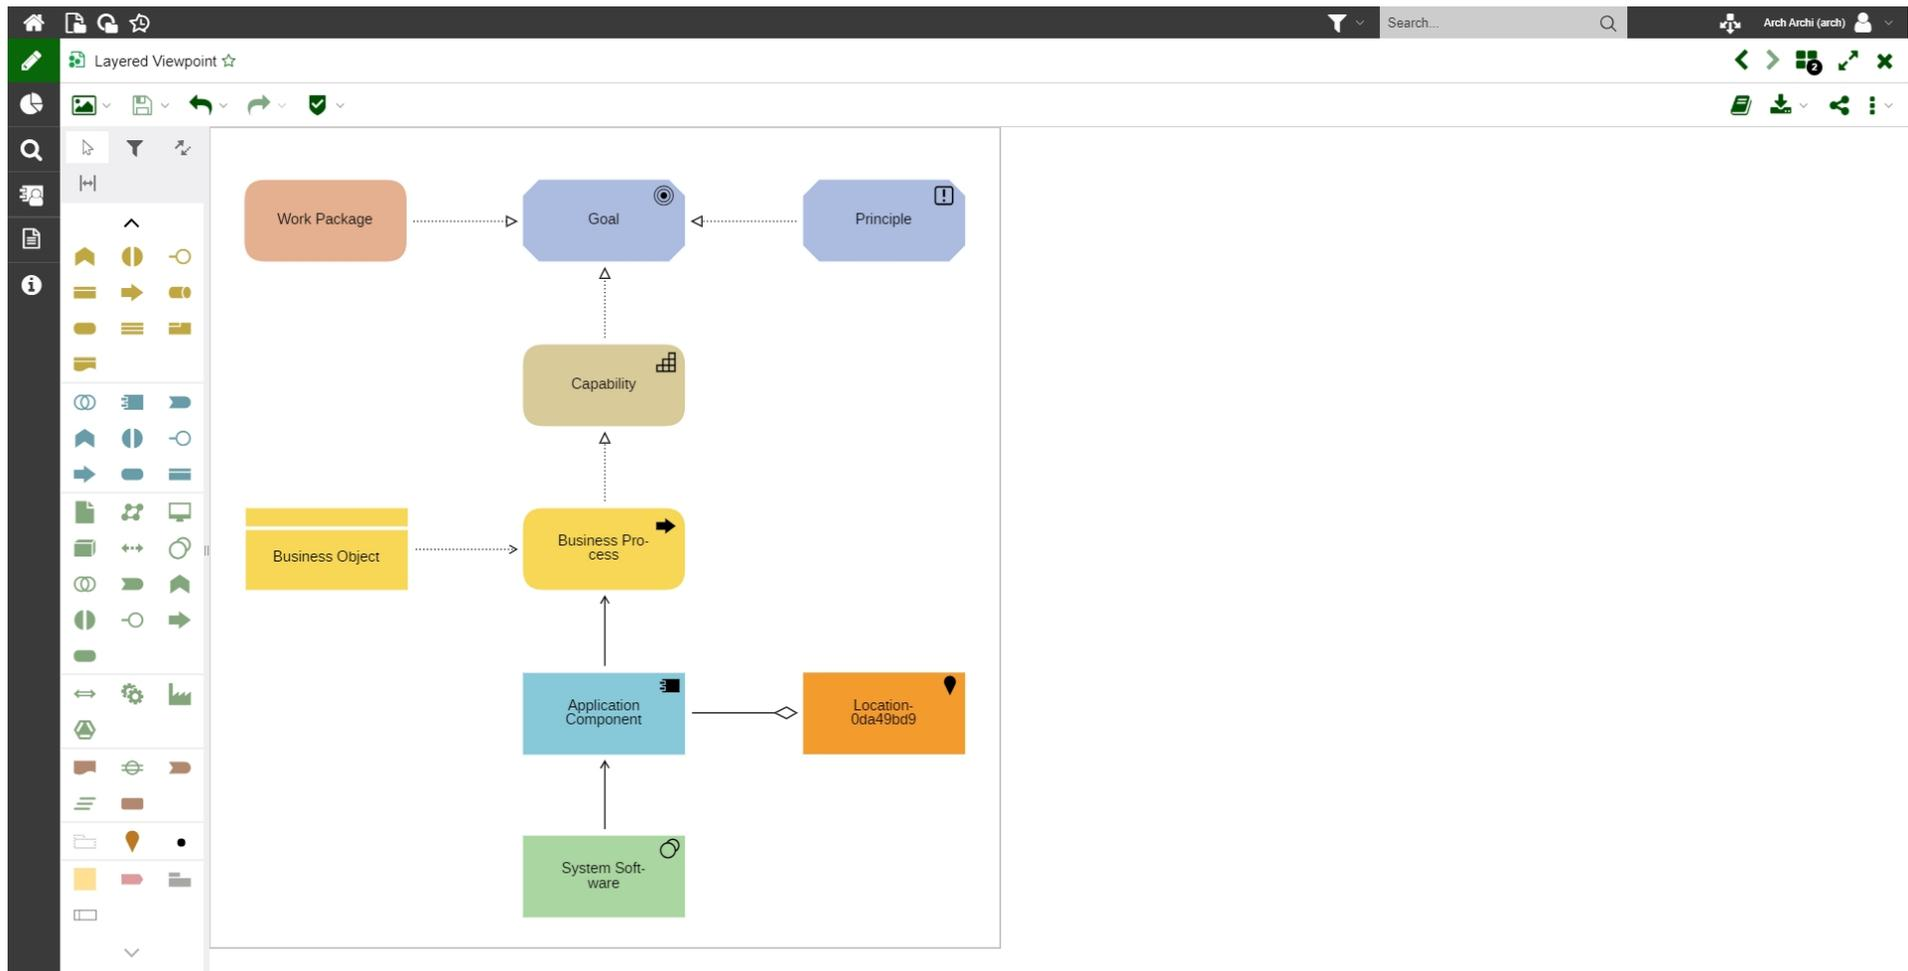 Search...
Arch Archi (arch)
Layered Viewpoint
2
Work Package
Goal
Principle
Capability
Business Object
Business Pro-
cess
Application
Component
Location-
0da49bd9
System Soft-
ware